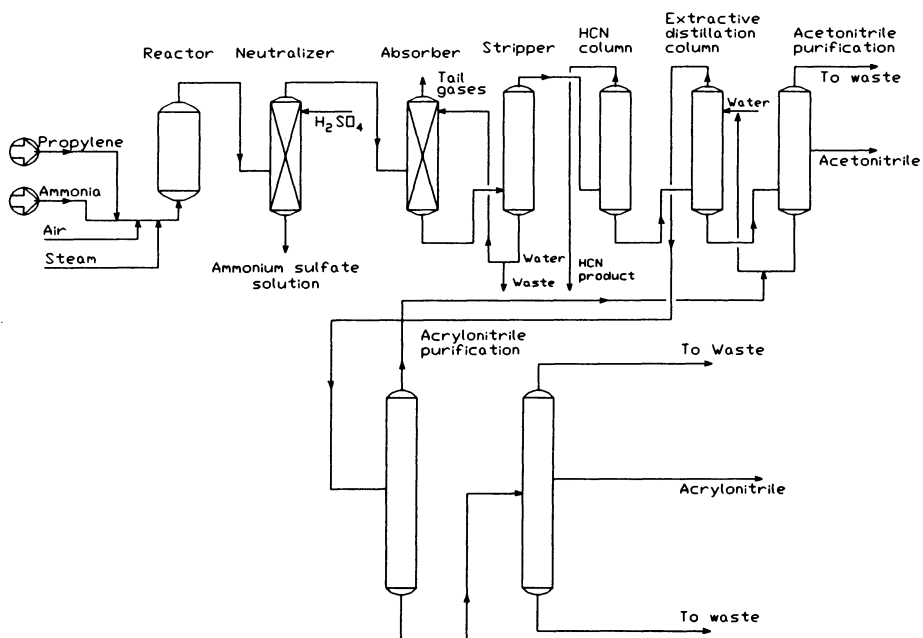 Reactor
Neutralizer
Absorber
Stripper
HCN
column
Extractive
distillation
column
Acetonitrile
purification
To waste
Tail
gases
Water
H2SO4
Propylene
Ammonia
Acetonitrile
Air
Steam
Ammonium sulfate
solution
Water
Waste
HCN
product
Acrylonitrile
purification
To Waste
Acrylonitrile
To waste